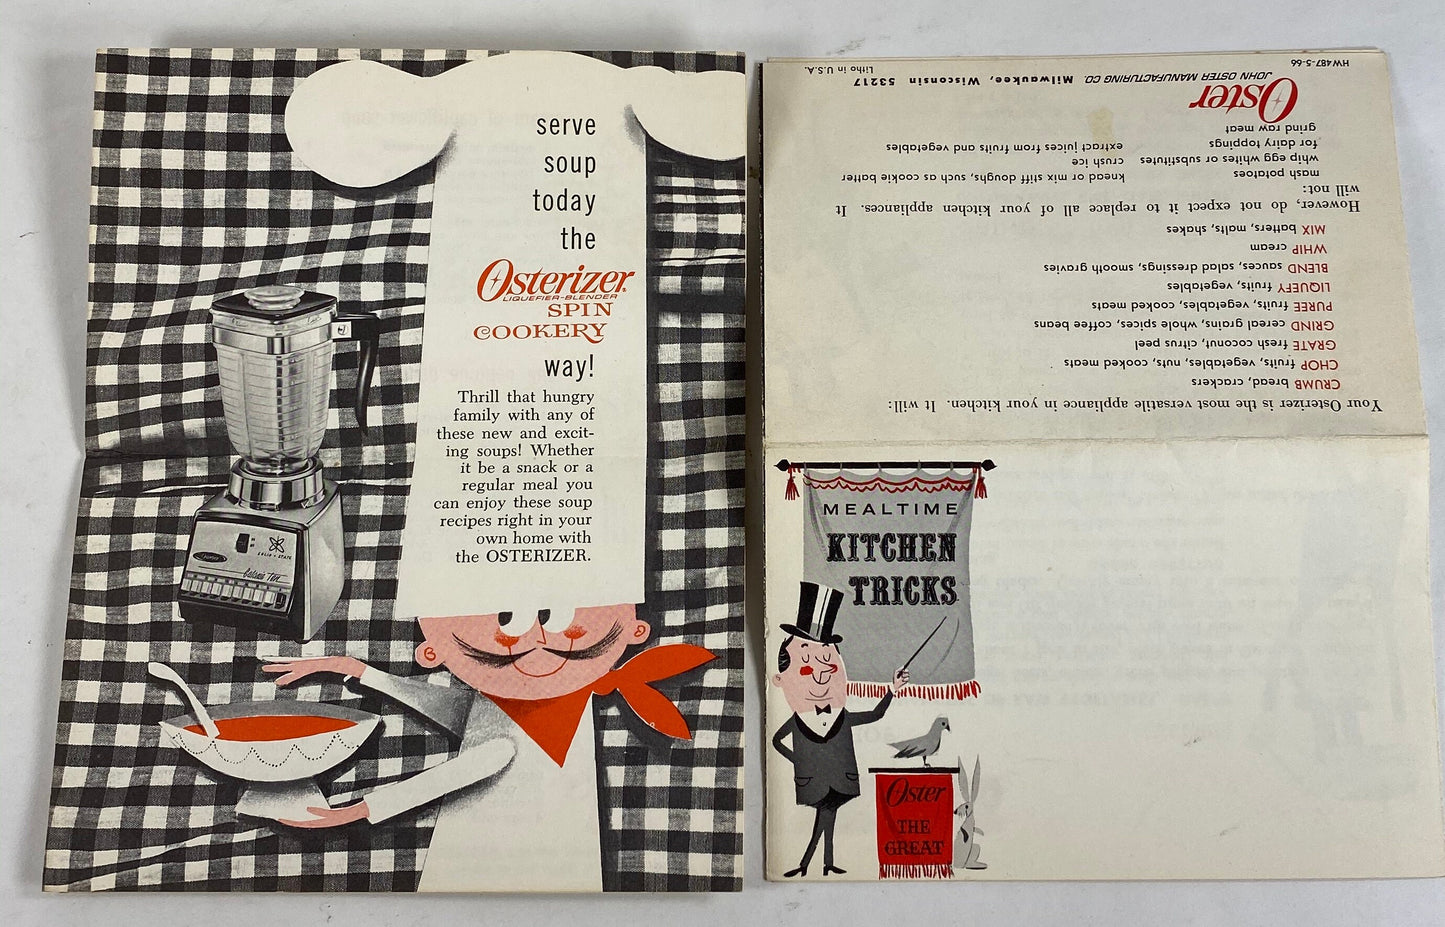 serve
soup
today
the
Osterizer®
LIQUEFIER-BLENDER
SPIN
COOKERY
way!
Thrill that hungry
family with any of
these new and excit-
ing soups! Whether
it be a snack or a
regular meal you
can enjoy these soup
recipes right in your
own home with
the OSTERIZER.
Oster
SOLID • STATE
MEALTIME
KITCHEN
TRICKS
Oster
THE
GREAT
Your Osterizer is the most versatile appliance in your kitchen. It will:
CRUMB bread, crackers
CHOP fruits, vegetables, nuts, cooked meats
GRATE fresh coconut, citrus peel
GRIND cereal grains, whole spices, coffee beans
PUREE fruits, vegetables, cooked meats
LIQUEFY fruits, vegetables
BLEND sauces, salad dressings, smooth gravies
WHIP cream
MIX batters, malts, shakes
However, do not expect it to replace all of your kitchen appliances. It
will not:
mash potatoes
whip egg whites or substitutes
for dairy toppings
grind raw meat
knead or mix stiff doughs, such as cookie batter
crush ice
extract juices from fruits and vegetables
Oster
JOHN OSTER MANUFACTURING CO. Milwaukee, Wisconsin 53217
HW487-5-66
Litho in U.S.A.